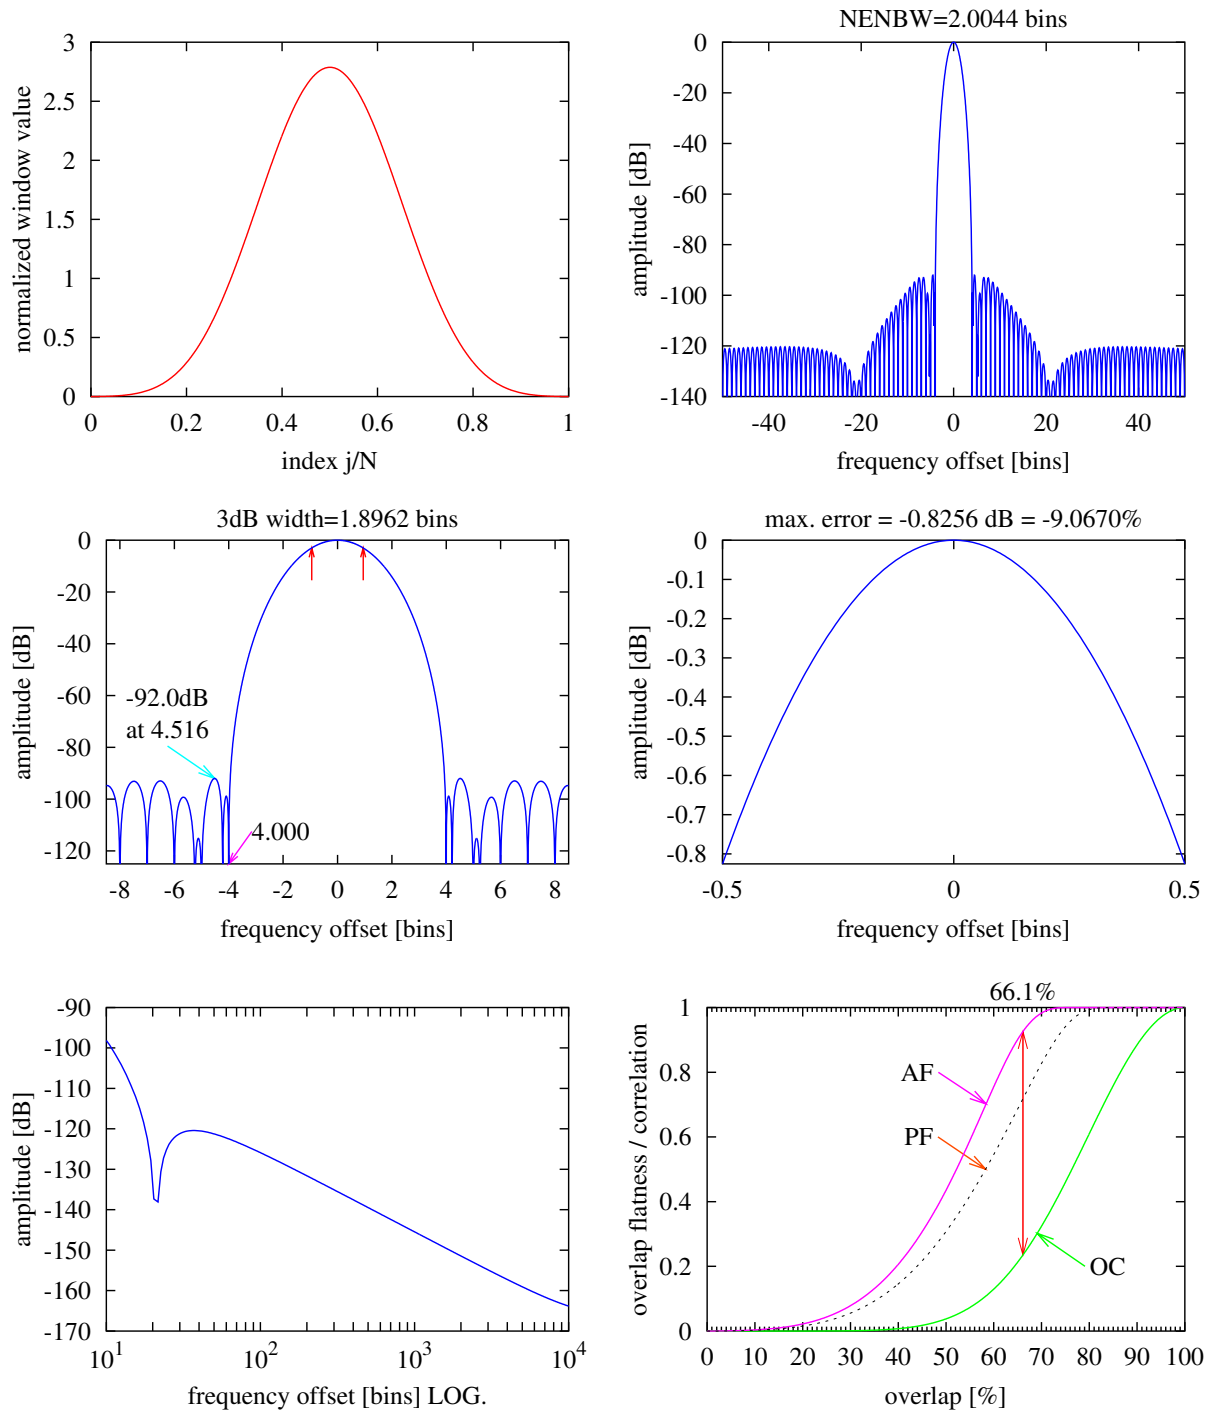 normalized window value
3
2.5
2
1.5
1
0.5
0
0 0.2 0.4 0.6 0.8 1
index j/N
NENBW=2.0044 bins
amplitude [dB]
0
-20
-40
-60
-80
-100
-120
-140
-40 -20 0 20 40
frequency offset [bins]
3dB width=1.8962 bins
amplitude [dB]
0
-20
-40
-60
-80
-100
-120
-92.0dB
at 4.516
4.000
-8 -6 -4 -2 0 2 4 6 8
frequency offset [bins]
max. error = -0.8256 dB = -9.0670%
amplitude [dB]
0
-0.1
-0.2
-0.3
-0.4
-0.5
-0.6
-0.7
-0.8
-0.5 0 0.5
frequency offset [bins]
amplitude [dB]
-90
-100
-110
-120
-130
-140
-150
-160
-170
10^1 10^2 10^3 10^4
frequency offset [bins] LOG.
66.1%
overlap flatness / correlation
1
0.8
0.6
0.4
0.2
0
AF
PF
OC
0 10 20 30 40 50 60 70 80 90 100
overlap [%]